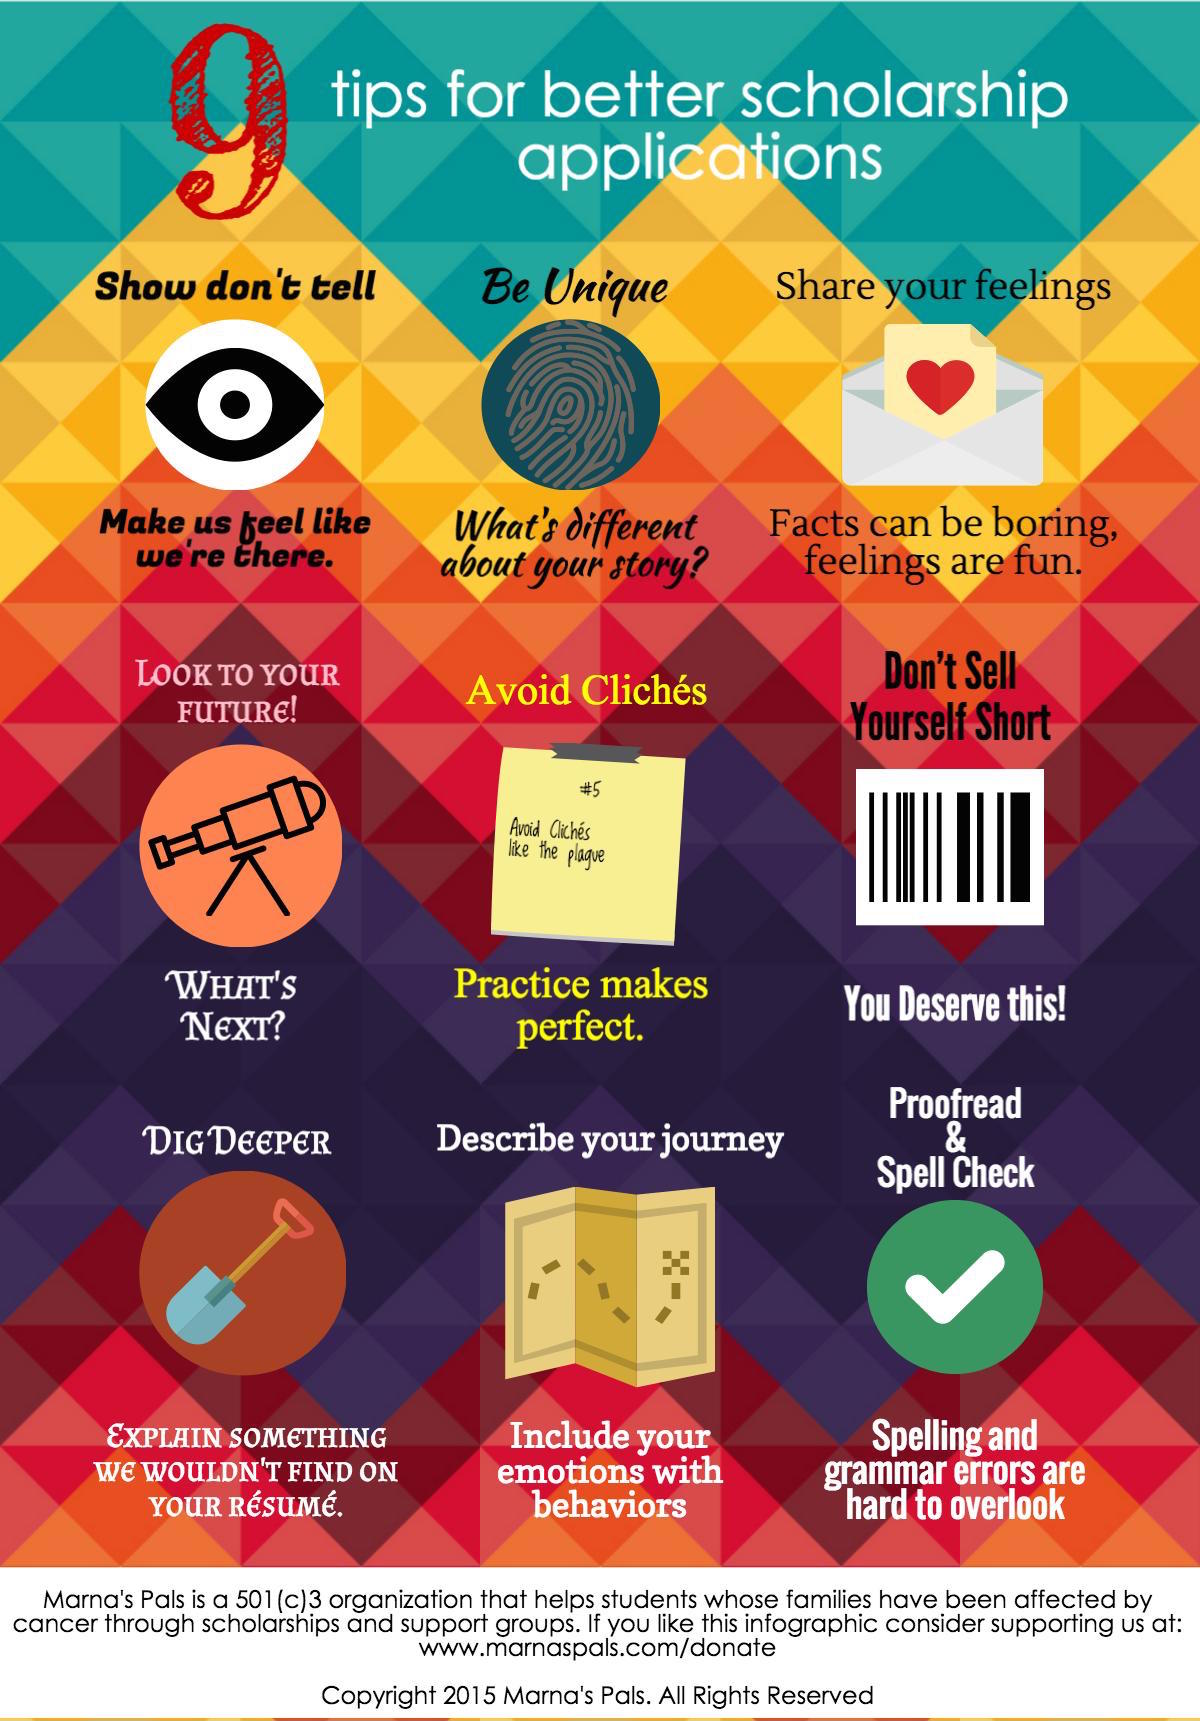 9
tips for better scholarship
applications
Show don't tell
Make us feel like
we're there.
Be Unique
What's different
about your story?
Share your feelings
Facts can be boring,
feelings are fun.
Look to your
future!
What's
Next?
Avoid Clichés
#5
Avoid Clichés
like the plague
Practice makes
perfect.
Don't Sell
Yourself Short
You Deserve this!
Dig Deeper
Explain something
we wouldn't find on
your résumé.
Describe your journey
Include your
emotions with
behaviors
Proofread
&
Spell Check
Spelling and
grammar errors are
hard to overlook
Marna's Pals is a 501(c)3 organization that helps students whose families have been affected by
cancer through scholarships and support groups. If you like this infographic consider supporting us at:
www.marnaspals.com/donate
Copyright 2015 Marna's Pals. All Rights Reserved